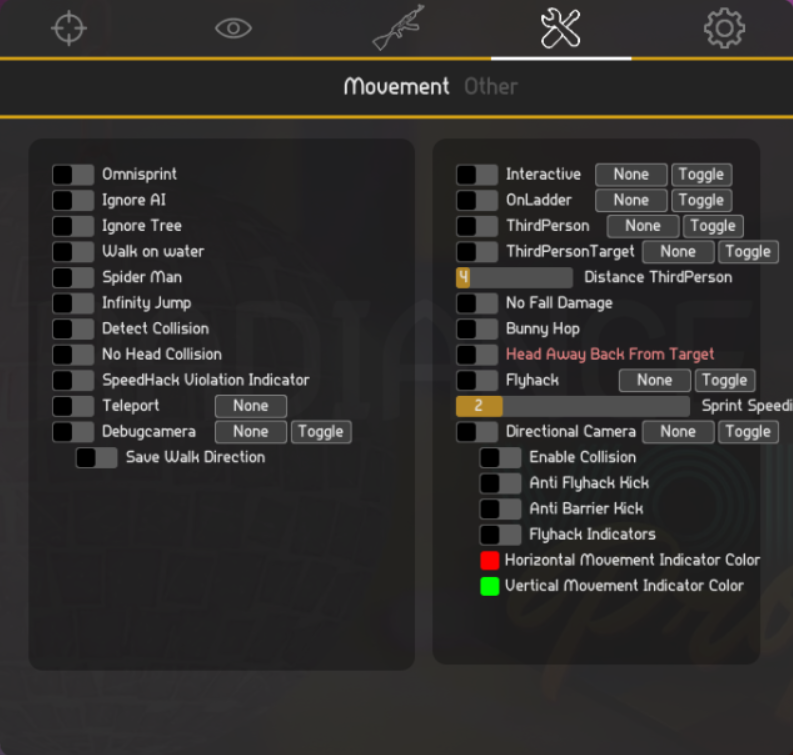 Movement Other
Omnisprint
Ignore AI
Ignore Tree
Walk on water
Spider Man
Infinity Jump
Detect Collision
No Head Collision
SpeedHack Violation Indicator
Teleport None
Debugcamera None Toggle
Save Walk Direction
Interactive None Toggle
OnLadder None Toggle
ThirdPerson None Toggle
ThirdPersonTarget None Toggle
4 Distance ThirdPerson
No Fall Damage
Bunny Hop
Head Away Back From Target
Flyhack None Toggle
2 Sprint Speedi
Directional Camera None Toggle
Enable Collision
Anti Flyhack Kick
Anti Barrier Kick
Flyhack Indicators
Horizontal Movement Indicator Color
Vertical Movement Indicator Color